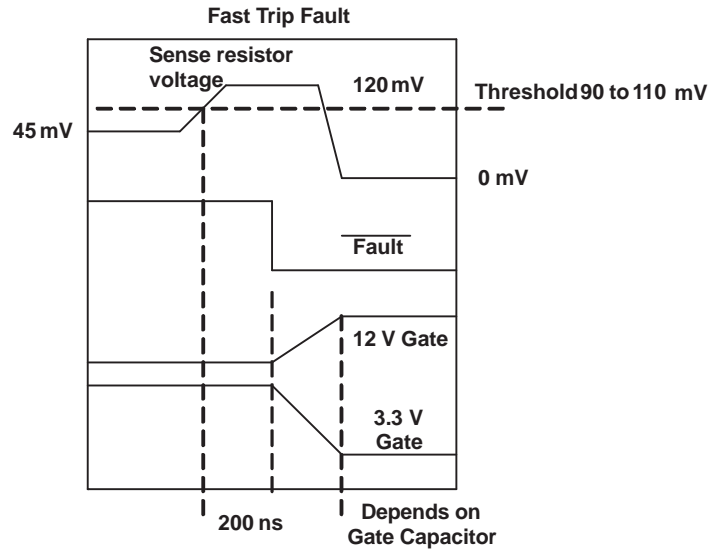 Fast Trip Fault
Sense resistor
voltage
120 mV
Threshold 90 to 110 mV
45 mV
0 mV
Fault
12 V Gate
3.3 V
Gate
200 ns
Depends on
Gate Capacitor